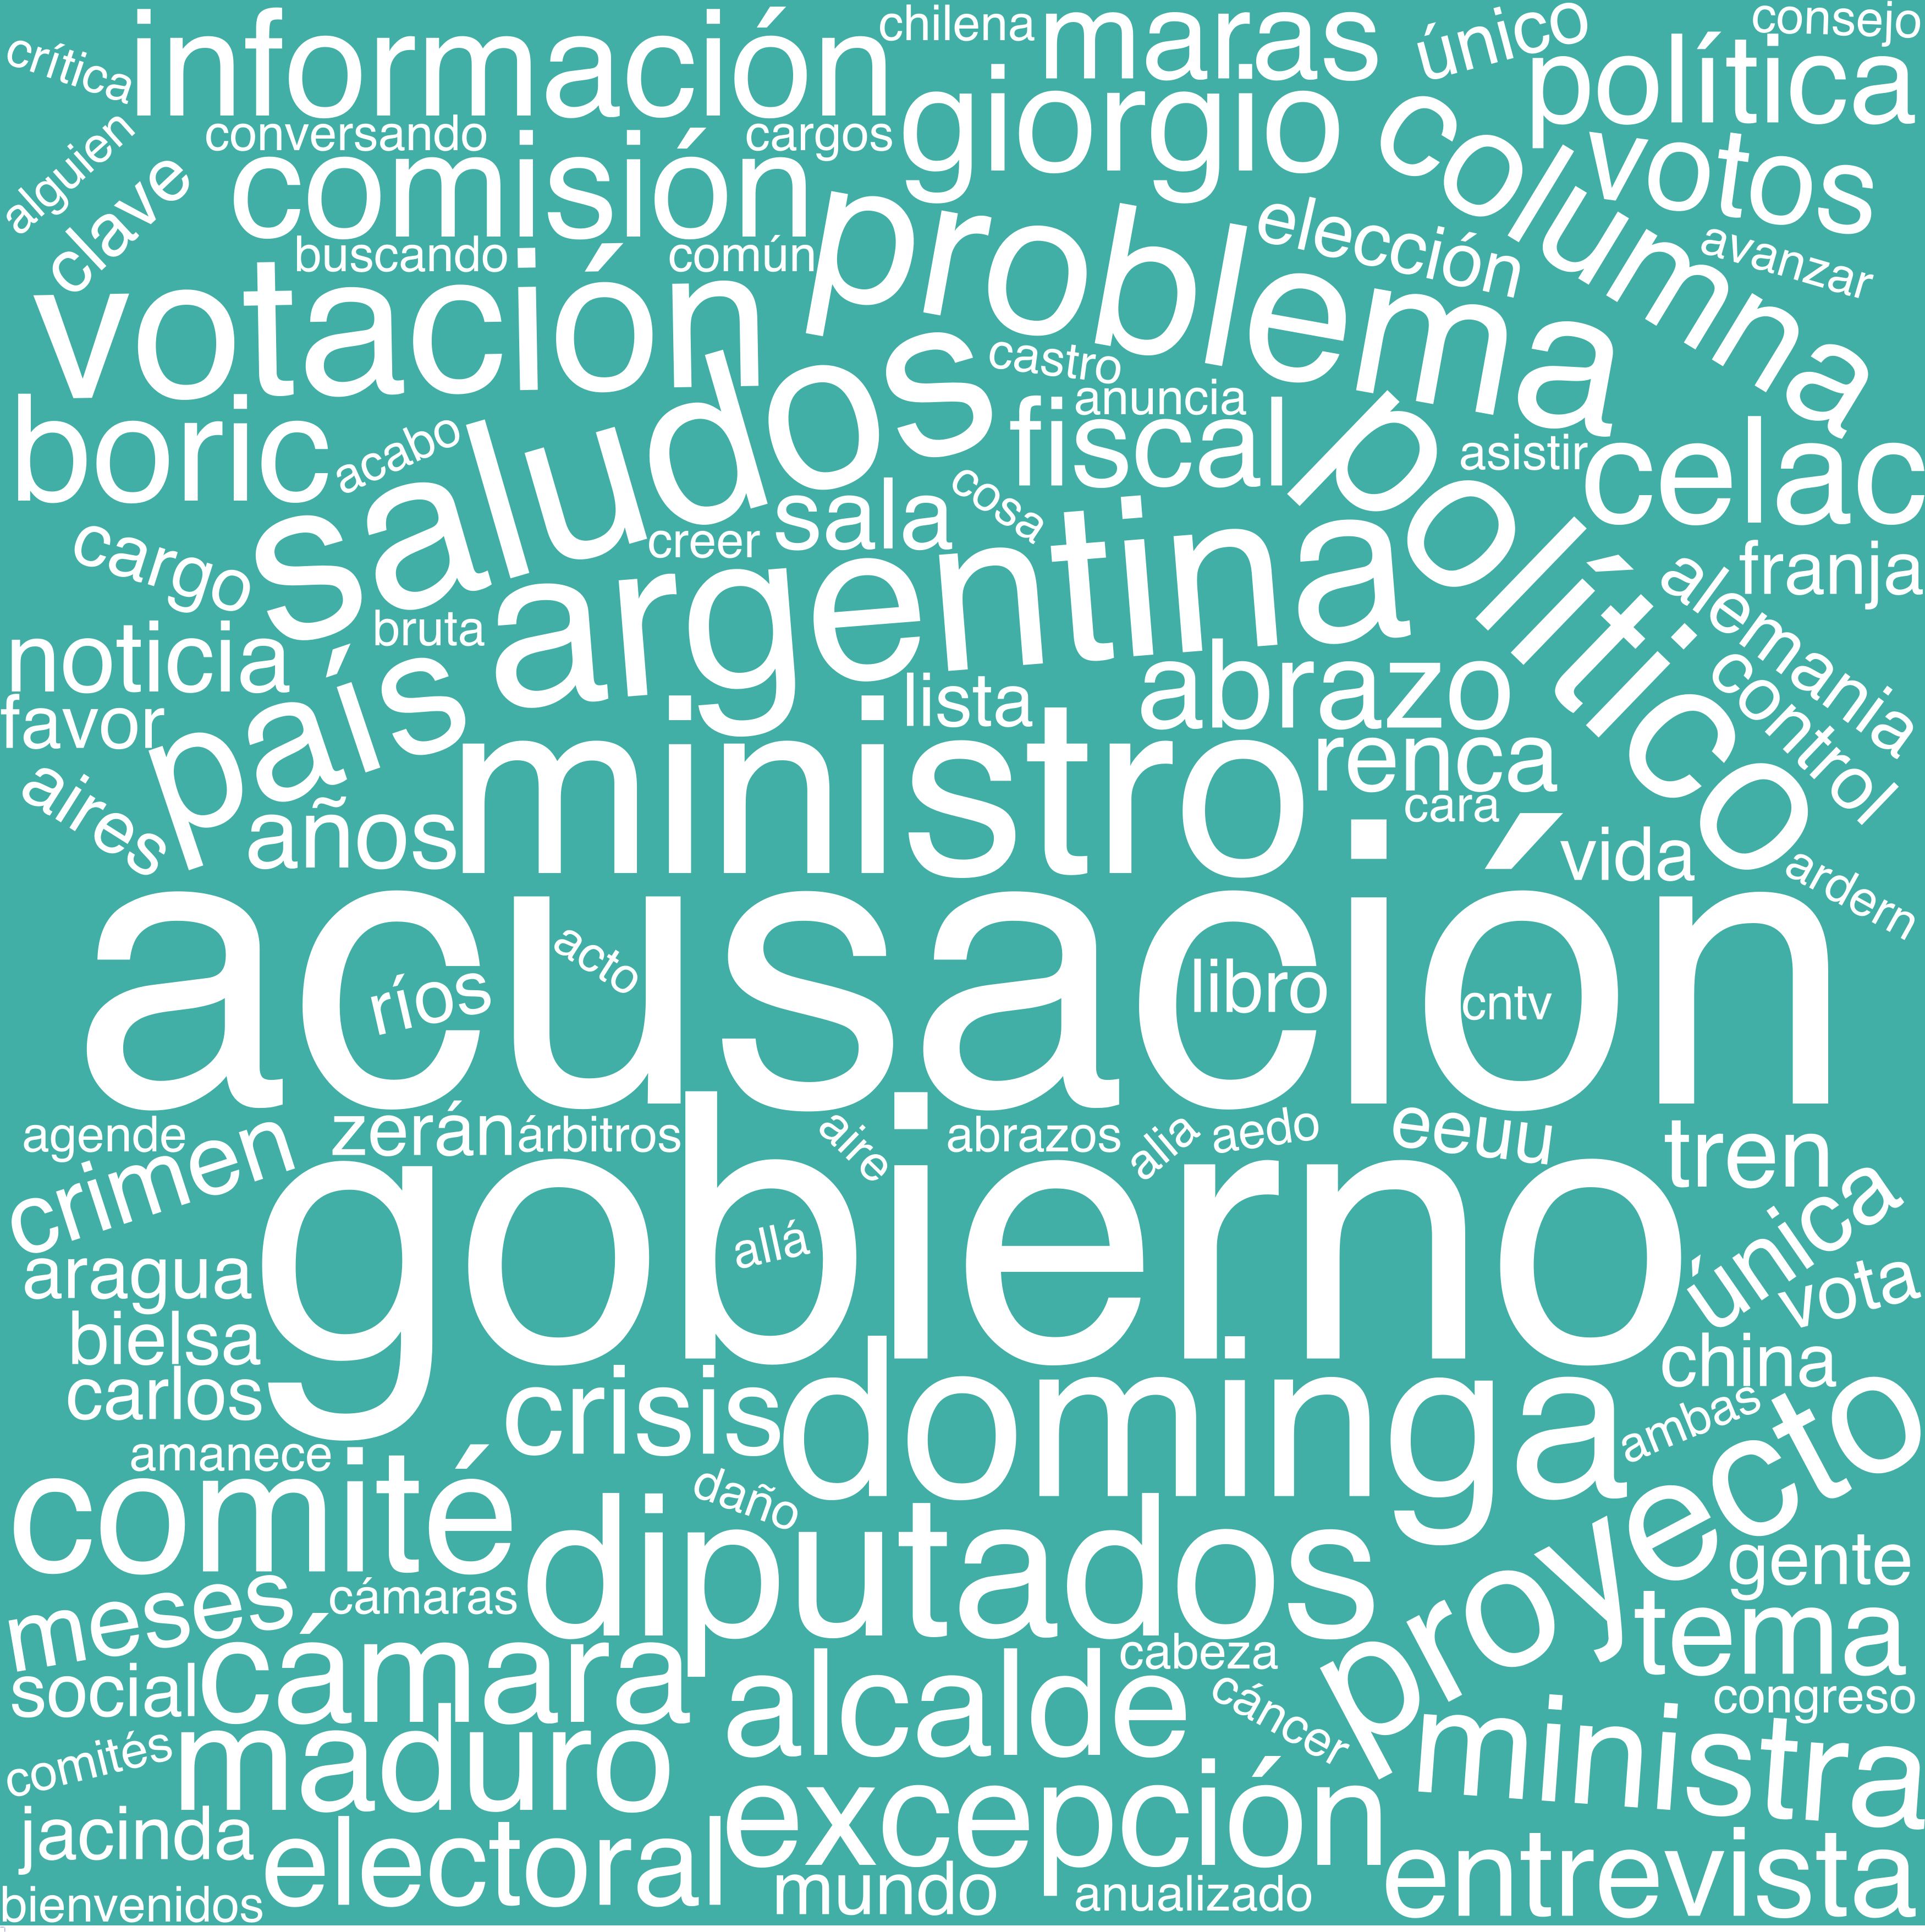 información
chilena
maras
único
consejo
crítica
política
giorgio
columna
votos
alguien
conversando
cargos
clave
comisión
problema
elección
avanzar
buscando
común
votación
saludos
castro
anuncia
boric
acabo
fiscal
político
asistir
celac
sala
cosa
cargo
creer
argentina
alemania
franja
noticia
bruta
país
lista
abrazo
control
favor
ministro
renca
aires
años
cara
vida
ardern
acusación
ríos
acto
libro
cntv
agende
zerán
árbitros
aire
abrazos
alia
aedo
eeuu
tren
crimen
gobierno
allá
única
aragua
vota
bielsa
china
carlos
crisis
dominga
ambas
proyecto
amanece
comité
daño
diputados
gente
meses
cámaras
tema
social
cámara
alcalde
cabeza
cáncer
congreso
comités
maduro
ministra
excepción
jacinda
electoral
entrevista
bienvenidos
mundo
anualizado